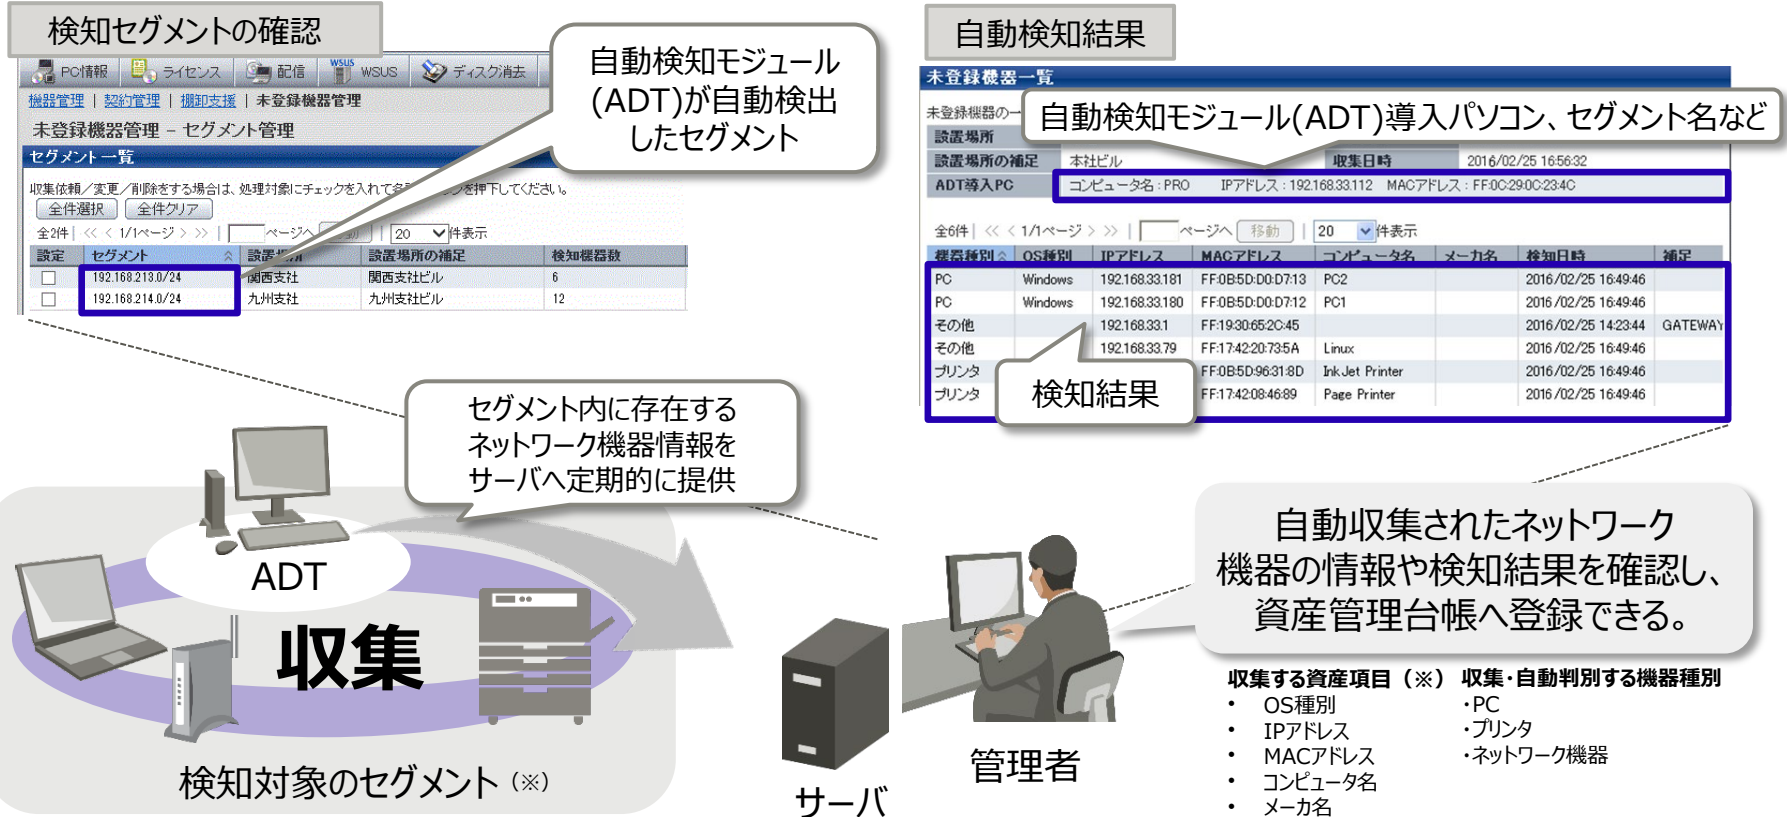 検知セグメントの確認
PC情報 ライセンス 配信 WSUS WSUS ディスク消去
機器管理 | 契約管理 | 棚卸支援 | 未登録機器管理
未登録機器管理 － セグメント管理
セグメント一覧
収集依頼／変更／削除をする場合は、処理対象にチェックを入れて各
ンを押下してください。
全件選択 全件クリア
全2件 | << < 1/1ページ > >> | ページへ | 20 件表示
設定 セグメント 設置場所 設置場所の補足 検知機器数
192.168.213.0/24 関西支社 関西支社ビル 6
192.168.214.0/24 九州支社 九州支社ビル 12
自動検知モジュール
(ADT)が自動検出
したセグメント
セグメント内に存在する
ネットワーク機器情報を
サーバへ定期的に提供
ADT
収集
検知対象のセグメント（※）
サーバ
自動検知結果
未登録機器一覧
未登録機器の一
自動検知モジュール(ADT)導入パソコン、セグメント名など
設置場所
設置場所の補足 本社ビル 収集日時 2016/02/25 16:56:32
ADT導入PC コンピュータ名：PRO IPアドレス：192.168.33.112 MACアドレス：FF:0C:29:0C:23:4C
全6件 | << < 1/1ページ > >> | ページへ 移動 | 20 件表示
機器種別 OS種別 IPアドレス MACアドレス コンピュータ名 メーカ名 検知日時 補足
PC Windows 192.168.33.181 FF:0B:5D:D0:D7:13 PC2 2016/02/25 16:49:46
PC Windows 192.168.33.180 FF:0B:5D:D0:D7:12 PC1 2016/02/25 16:49:46
その他 192.168.33.1 FF:19:30:65:2C:45 2016/02/25 14:23:44 GATEWAY
その他 192.168.33.79 FF:17:42:20:73:5A Linux 2016/02/25 16:49:46
プリンタ FF:0B:5D:96:31:8D InkJet Printer 2016/02/25 16:49:46
プリンタ FF:17:42:08:46:89 Page Printer 2016/02/25 16:49:46
検知結果
自動収集されたネットワーク
機器の情報や検知結果を確認し、
資産管理台帳へ登録できる。
管理者
収集する資産項目（※）
• OS種別
• IPアドレス
• MACアドレス
• コンピュータ名
• メーカ名
収集・自動判別する機器種別
・PC
・プリンタ
・ネットワーク機器